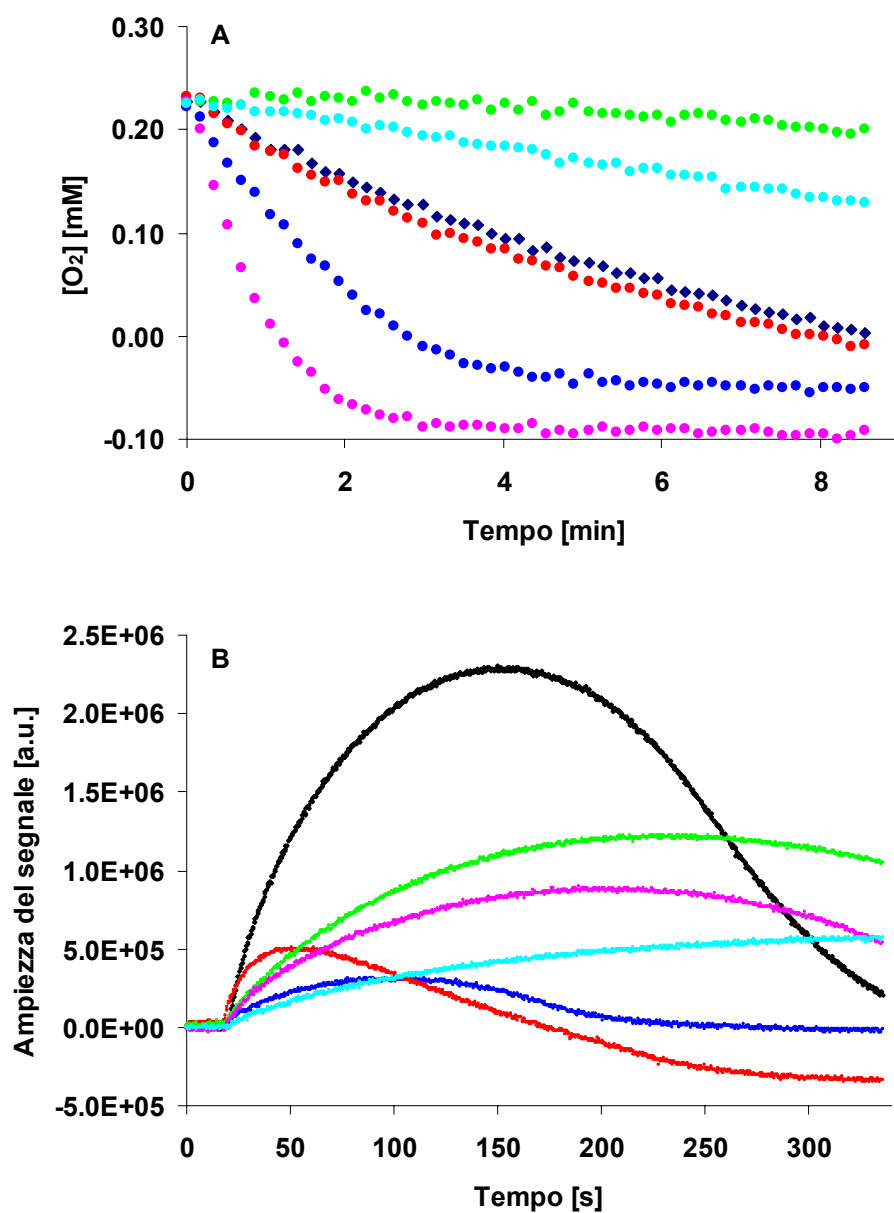 A
0.30
0.20
0.10
0.00
-0.10
[O2] [mM]
0 2 4 6 8
Tempo [min]
B
2.5E+06
2.0E+06
1.5E+06
1.0E+06
5.0E+05
0.0E+00
-5.0E+05
Ampiezza del segnale [a.u.]
0 50 100 150 200 250 300
Tempo [s]